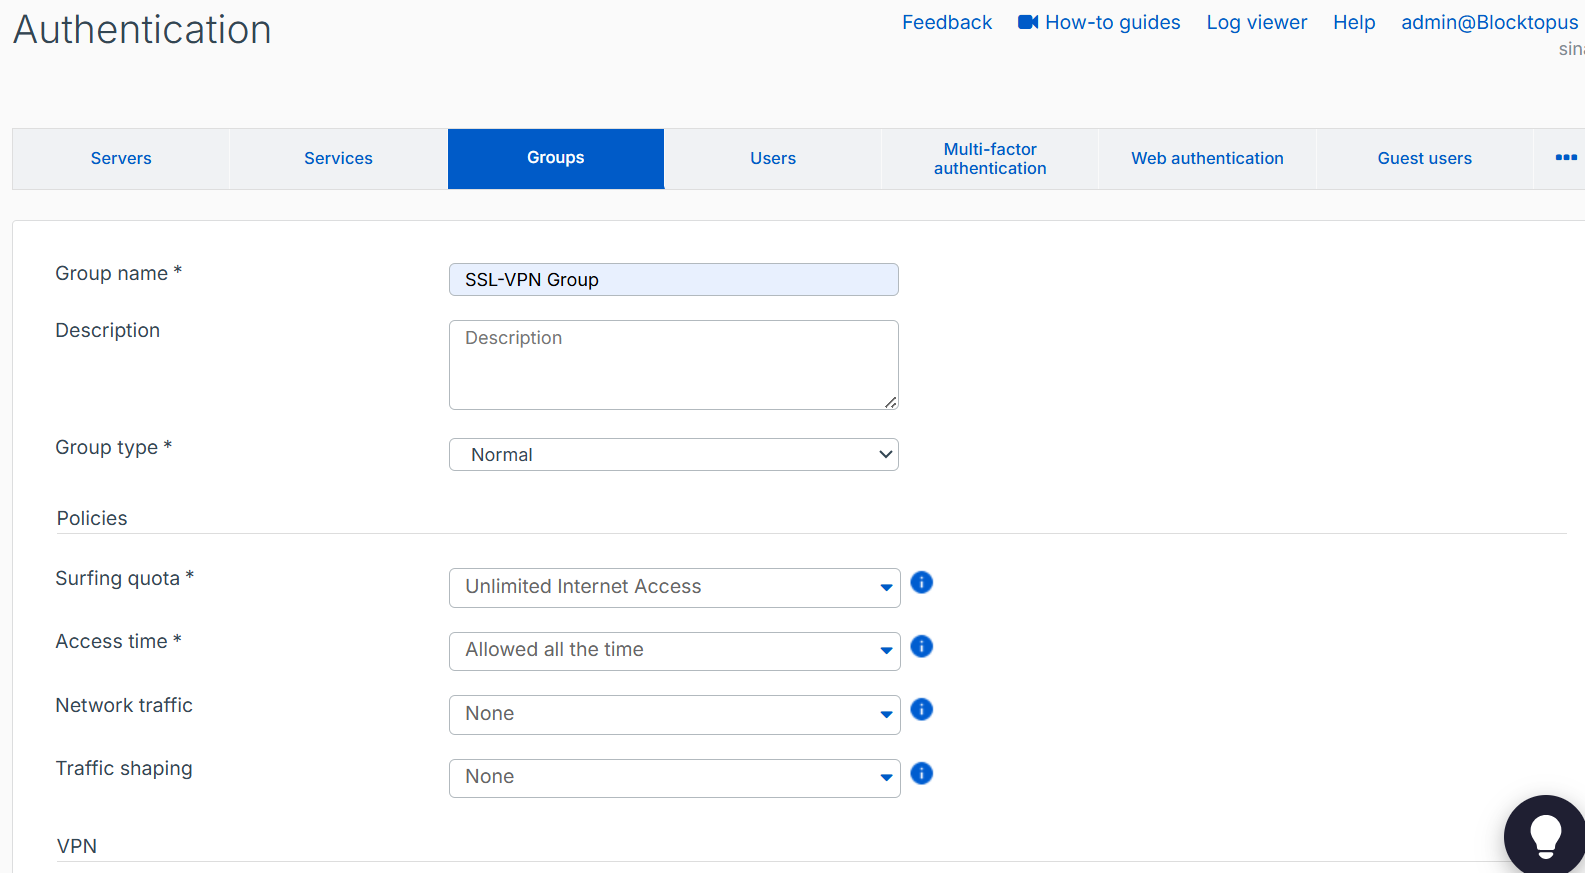 Authentication
Feedback How-to guides Log viewer Help admin@Blocktopus
sina
Servers Services Groups Users Multi-factor authentication Web authentication Guest users
Group name *
SSL-VPN Group
Description
Description
Group type *
Normal
Policies
Surfing quota *
Unlimited Internet Access
Access time *
Allowed all the time
Network traffic
None
Traffic shaping
None
VPN